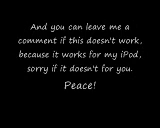 And you can leave me a
comment if this doesn't work,
because it works for my iPod,
sorry if it doesn't for you.
Peace!